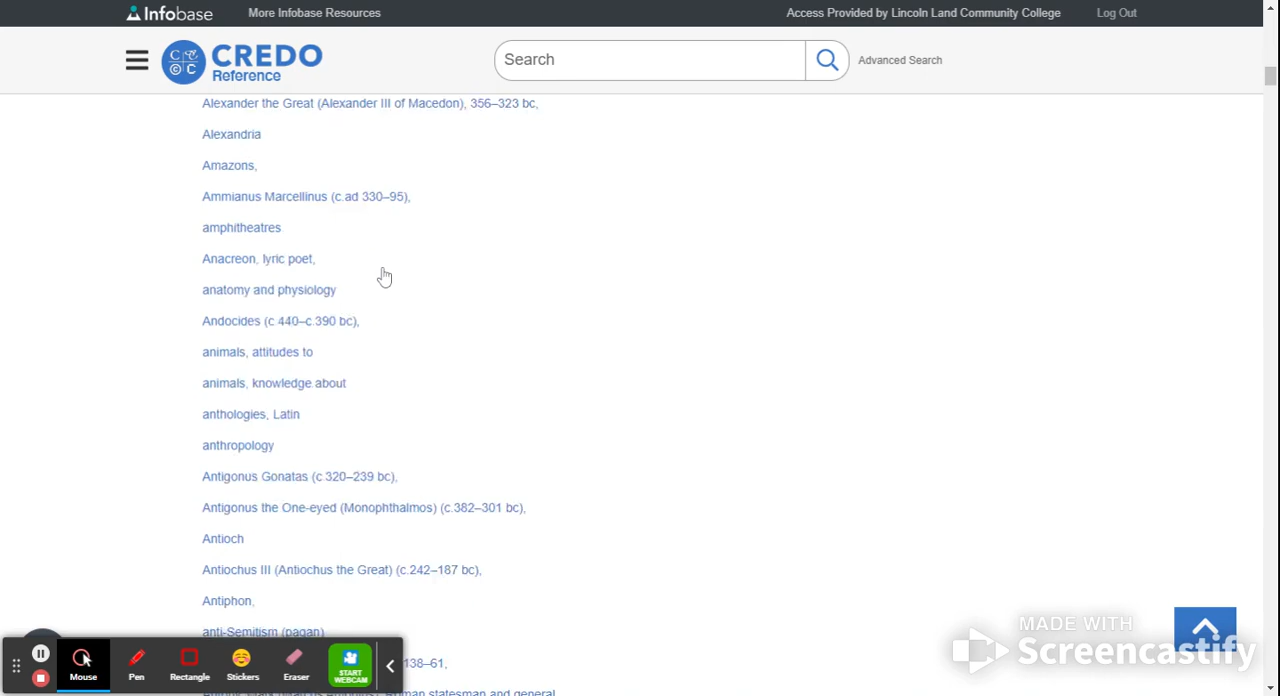 Infobase More Infobase Resources Access Provided by Lincoln Land Community College Log Out
CREDO
Reference
Search
Advanced Search
Alexander the Great (Alexander III of Macedon), 356–323 bc,
Alexandria
Amazons,
Ammianus Marcellinus (c.ad 330–95),
amphitheatres
Anacreon, lyric poet,
anatomy and physiology
Andocides (c.440–c.390 bc),
animals, attitudes to
animals, knowledge about
anthologies, Latin
anthropology
Antigonus Gonatas (c.320–239 bc),
Antigonus the One-eyed (Monophthalmos) (c.382–301 bc),
Antioch
Antiochus III (Antiochus the Great) (c.242–187 bc),
Antiphon,
anti-Semitism (pagan)
138–61,
Roman statesman and general
Mouse
Pen
Rectangle
Stickers
Eraser
START
WEBCAM
MADE WITH
Screencastify